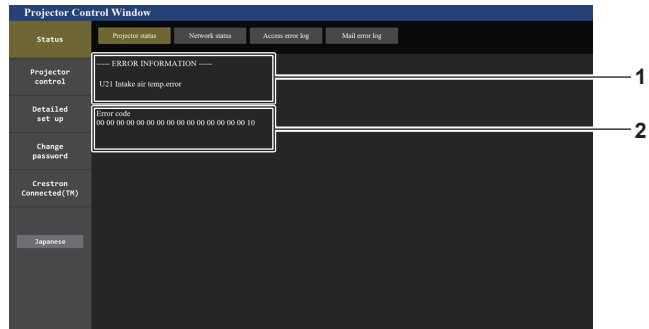 Projector Control Window
Status
Projector status
Network status
Access error log
Mail error log
----- ERROR INFORMATION -----
U21 Intake air temp.error
1
Error code
00 00 00 00 00 00 00 00 00 00 00 00 00 00 00 10
2
Projector
control
Detailed
set up
Change
password
Crestron
Connected(TM)
Japanese